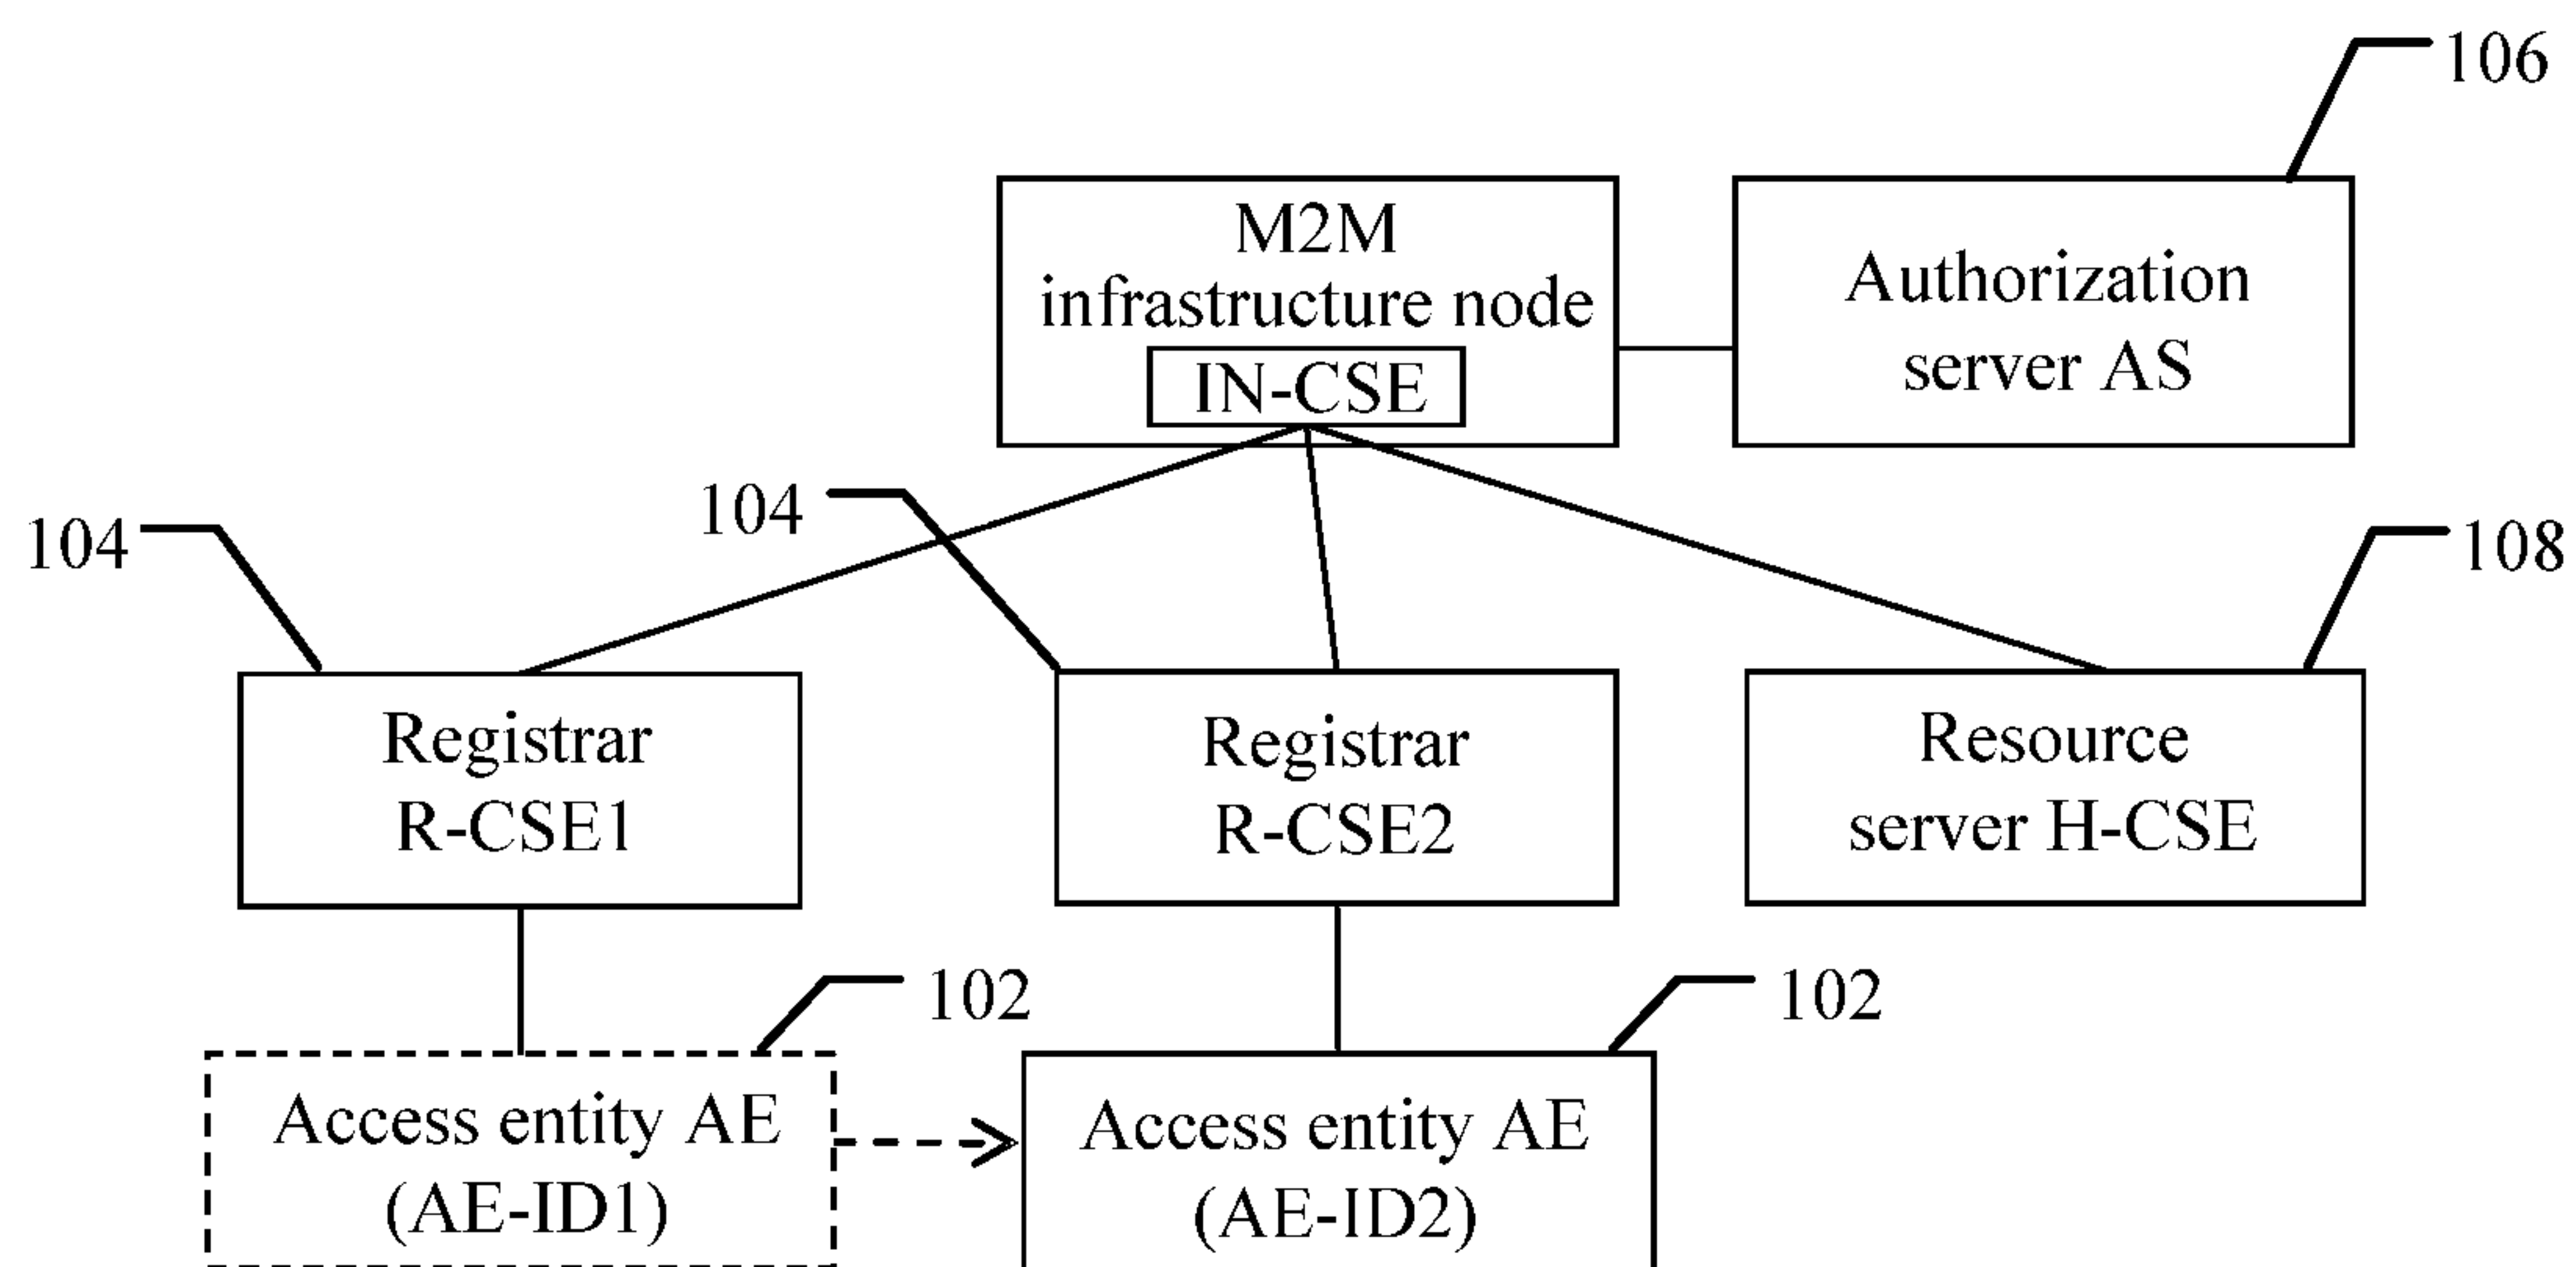 106
M2M
infrastructure node
IN-CSE
Authorization
server AS
104
104
108
Registrar
R-CSE1
Registrar
R-CSE2
Resource
server H-CSE
102
102
Access entity AE
(AE-ID1)
Access entity AE
(AE-ID2)